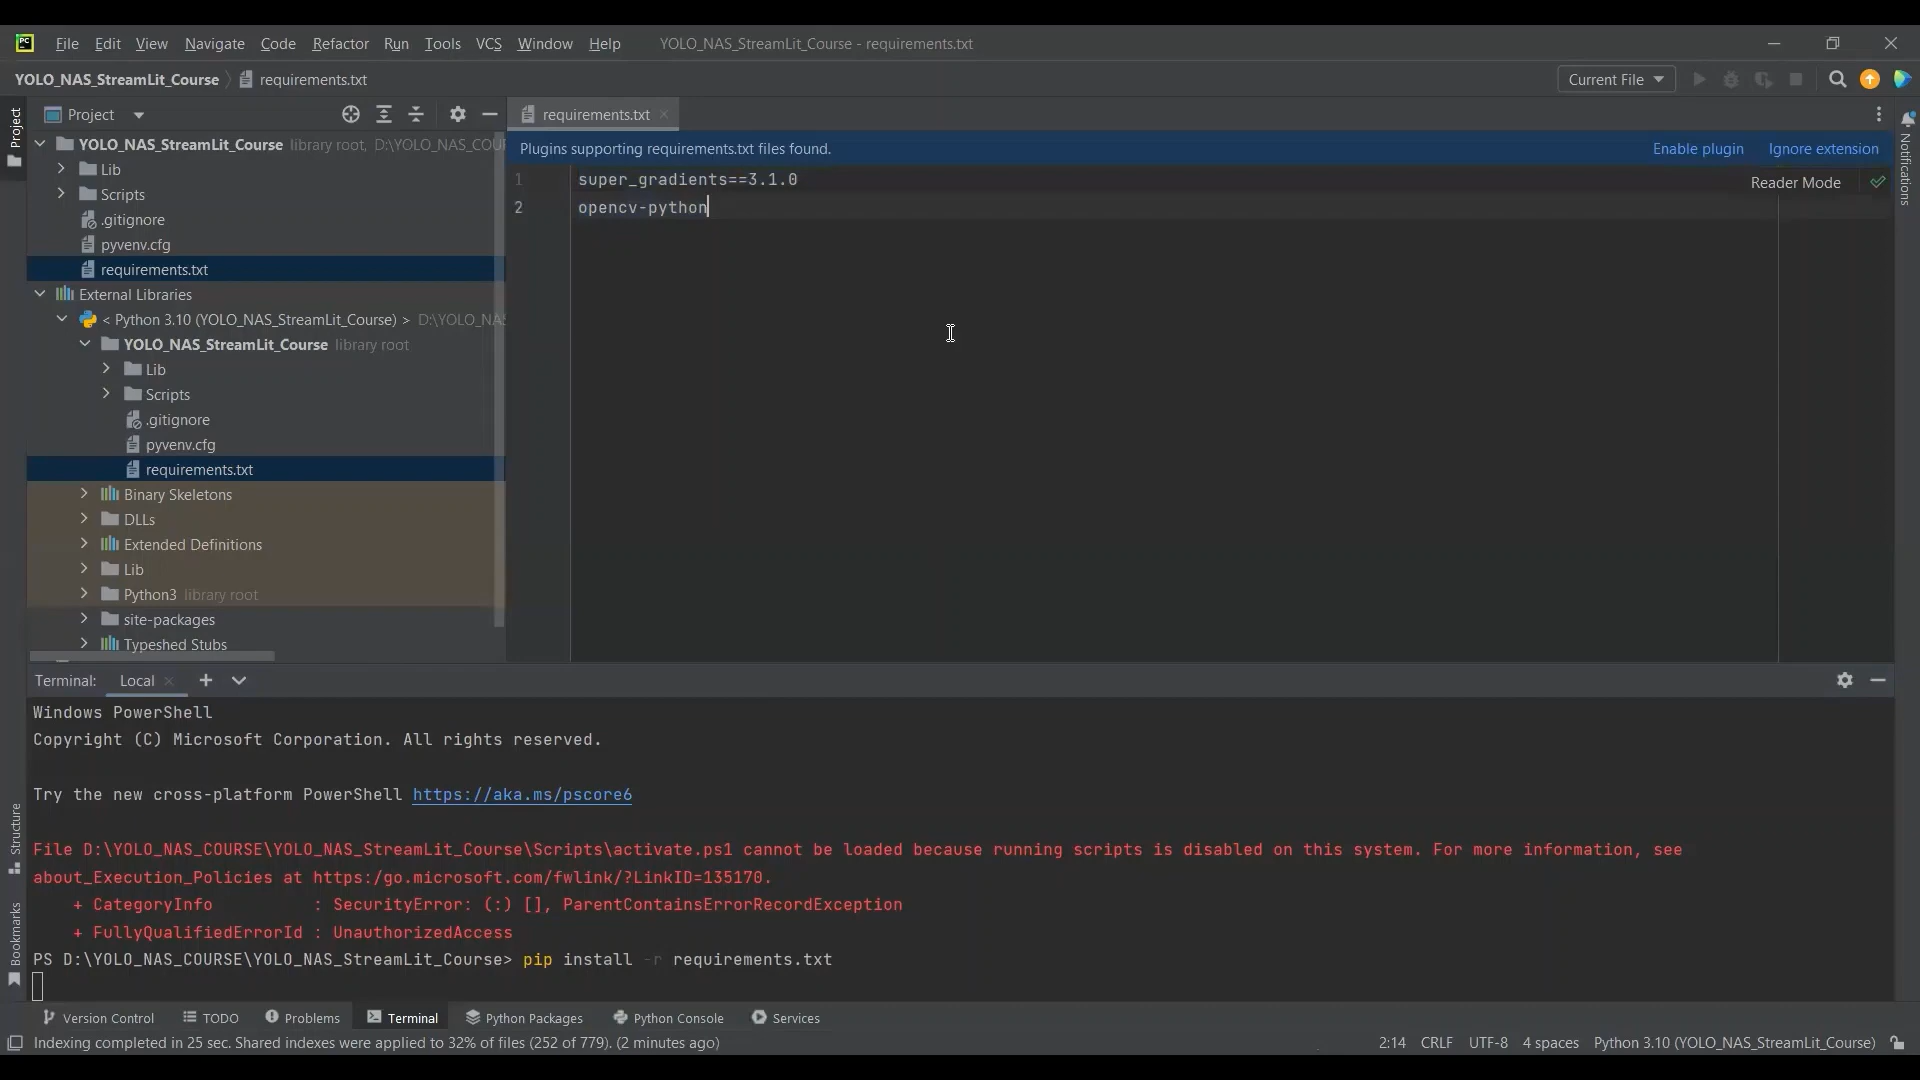 PC File Edit View Navigate Code Refactor Run Tools VCS Window Help YOLO_NAS_StreamLit_Course - requirements.txt
YOLO_NAS_StreamLit_Course requirements.txt Current File
Project
Project
requirements.txt
Notifications
YOLO_NAS_StreamLit_Course library root, D:\YOLO_NAS_COU
Lib
Scripts
.gitignore
pyvenv.cfg
requirements.txt
External Libraries
< Python 3.10 (YOLO_NAS_StreamLit_Course) > D:\YOLO_NAS
YOLO_NAS_StreamLit_Course library root
Lib
Scripts
.gitignore
pyvenv.cfg
requirements.txt
Binary Skeletons
DLLs
Extended Definitions
Lib
Python3 library root
site-packages
Typeshed Stubs
Plugins supporting requirements.txt files found. Enable plugin Ignore extension
1 super_gradients==3.1.0
Reader Mode
2 opencv-python
Terminal: Local
Windows PowerShell
Copyright (C) Microsoft Corporation. All rights reserved.
Try the new cross-platform PowerShell https://aka.ms/pscore6
File D:\YOLO_NAS_COURSE\YOLO_NAS_StreamLit_Course\Scripts\activate.ps1 cannot be loaded because running scripts is disabled on this system. For more information, see
about_Execution_Policies at https:/go.microsoft.com/fwlink/?LinkID=135170.
+ CategoryInfo : SecurityError: (:) [], ParentContainsErrorRecordException
+ FullyQualifiedErrorId : UnauthorizedAccess
PS D:\YOLO_NAS_COURSE\YOLO_NAS_StreamLit_Course> pip install -r requirements.txt
Structure
Bookmarks
Version Control TODO Problems Terminal Python Packages Python Console Services
Indexing completed in 25 sec. Shared indexes were applied to 32% of files (252 of 779). (2 minutes ago) 2:14 CRLF UTF-8 4 spaces Python 3.10 (YOLO_NAS_StreamLit_Course)